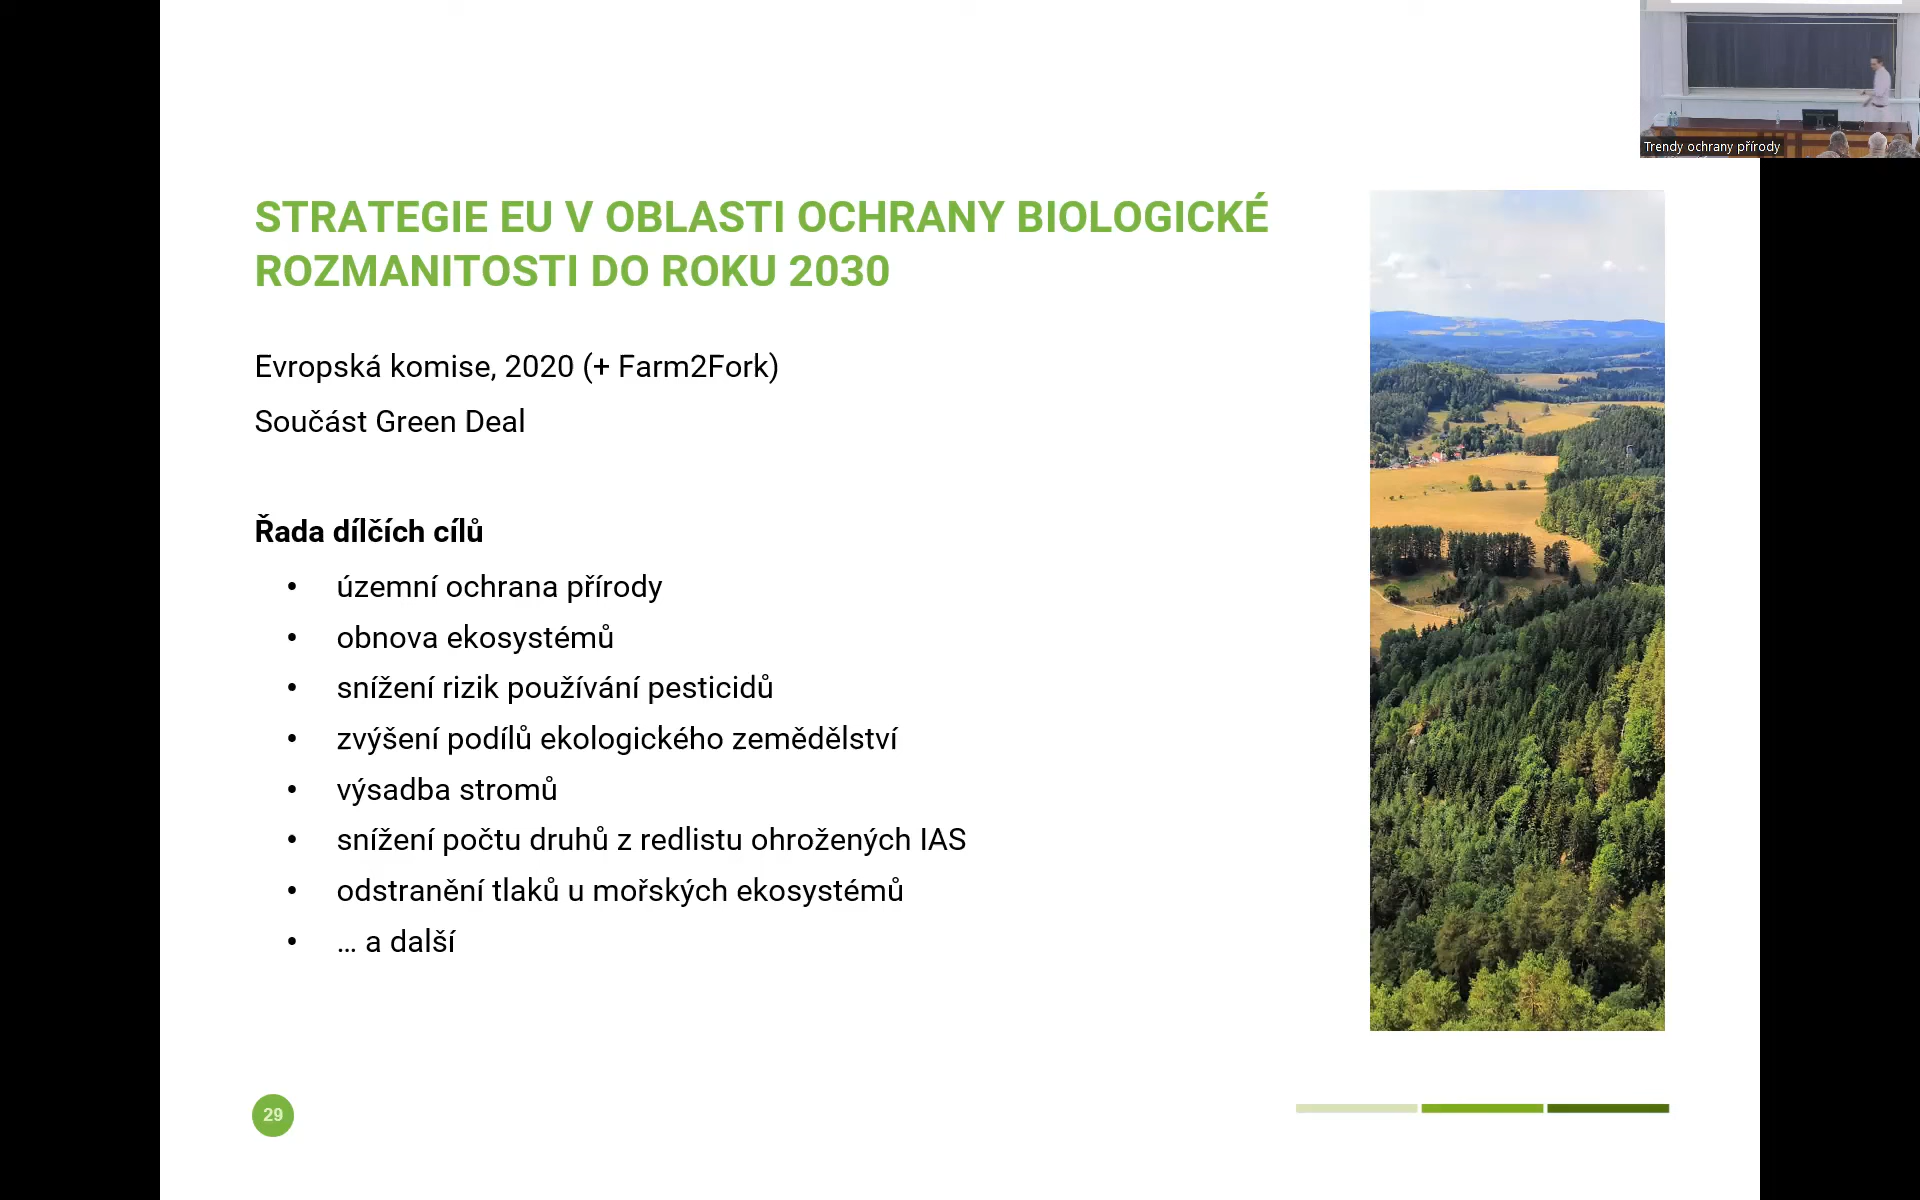 Trendy ochrany přírody
STRATEGIE EU V OBLASTI OCHRANY BIOLOGICKÉ
ROZMANITOSTI DO ROKU 2030
Evropská komise, 2020 (+ Farm2Fork)
Součást Green Deal
Řada dílčích cílů
• územní ochrana přírody
• obnova ekosystémů
• snížení rizik používání pesticidů
• zvýšení podílů ekologického zemědělství
• výsadba stromů
• snížení počtu druhů z redlistu ohrožených IAS
• odstranění tlaků u mořských ekosystémů
• … a další
29